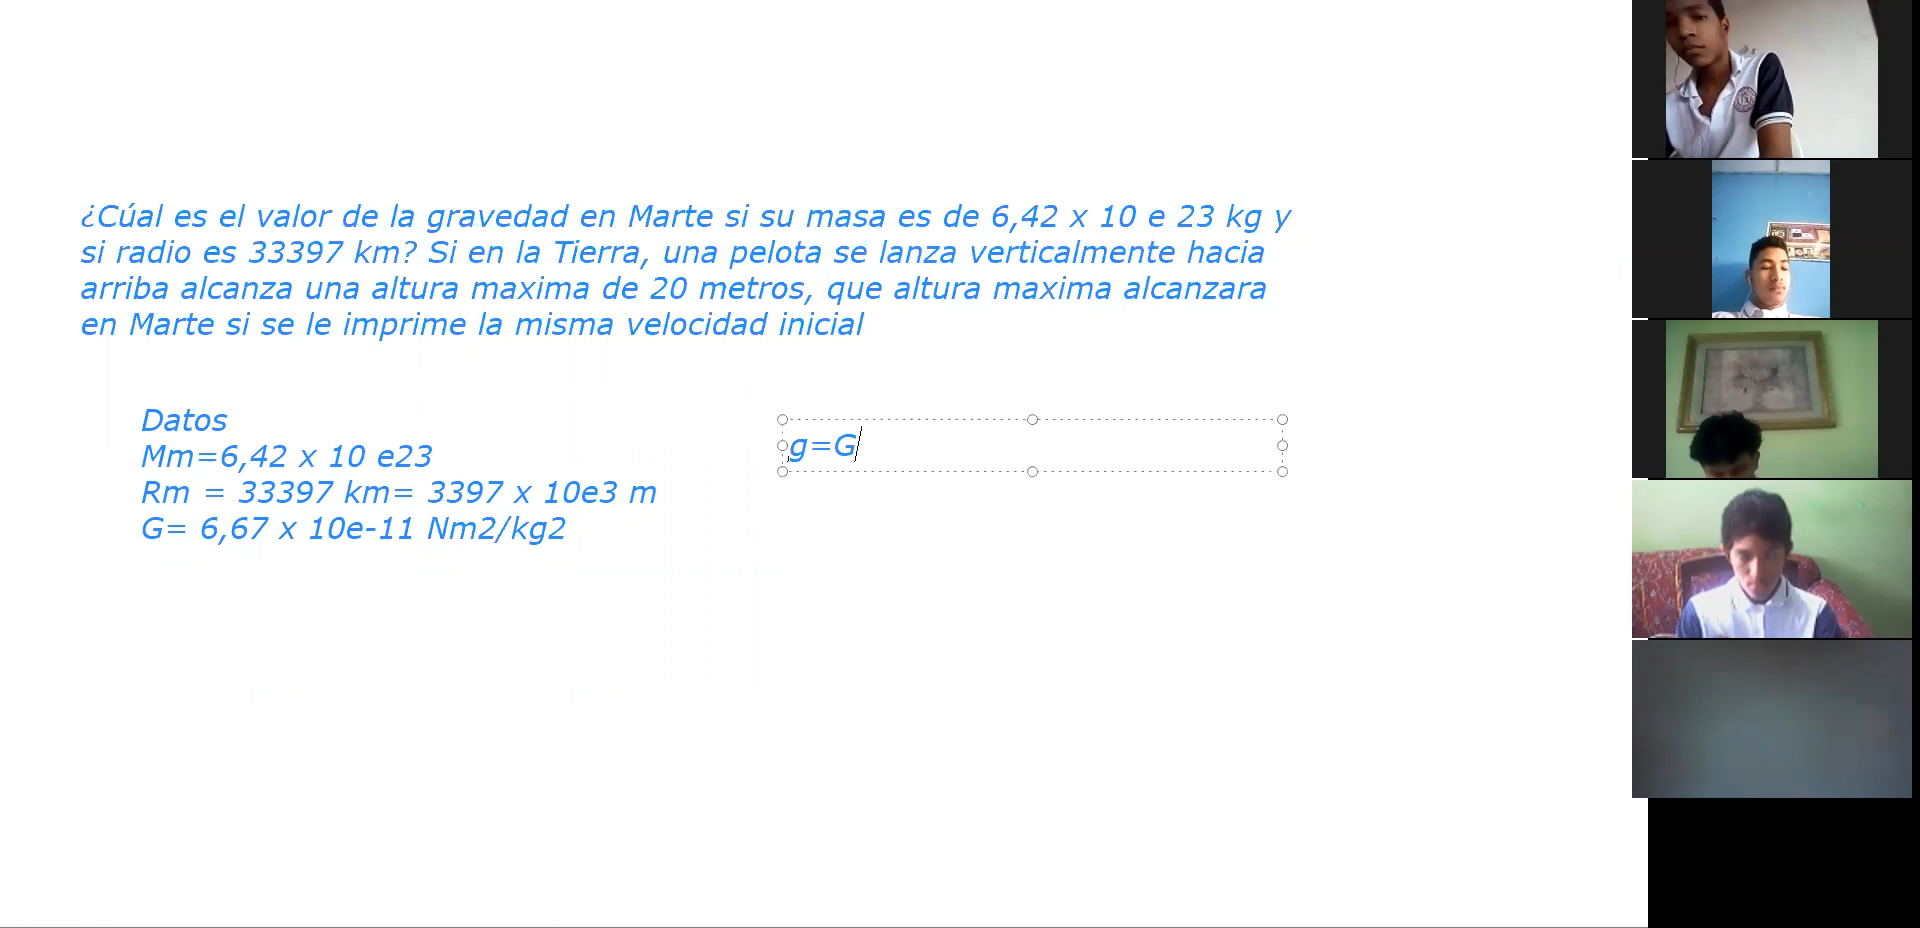 ¿Cúal es el valor de la gravedad en Marte si su masa es de 6,42 x 10 e 23 kg y
si radio es 33397 km? Si en la Tierra, una pelota se lanza verticalmente hacia
arriba alcanza una altura maxima de 20 metros, que altura maxima alcanzara
en Marte si se le imprime la misma velocidad inicial
Datos
Mm=6,42 x 10 e23
Rm = 33397 km= 3397 x 10e3 m
G= 6,67 x 10e-11 Nm2/kg2
g=G